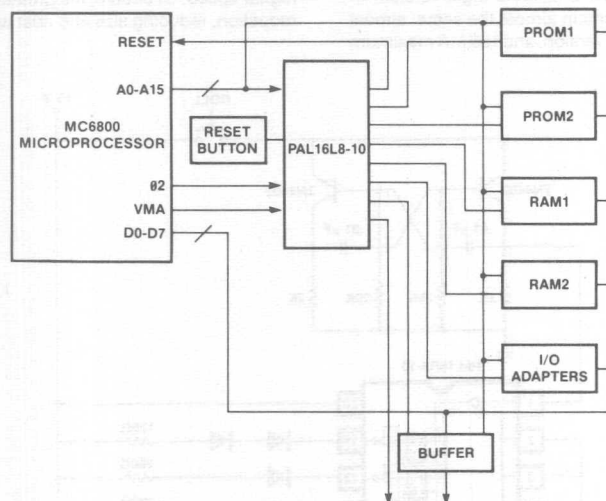 RESET
A0-A15
MC6800
MICROPROCESSOR
RESET
BUTTON
PAL16L8-10
θ2
VMA
D0-D7
PROM1
PROM2
RAM1
RAM2
I/O
ADAPTERS
BUFFER